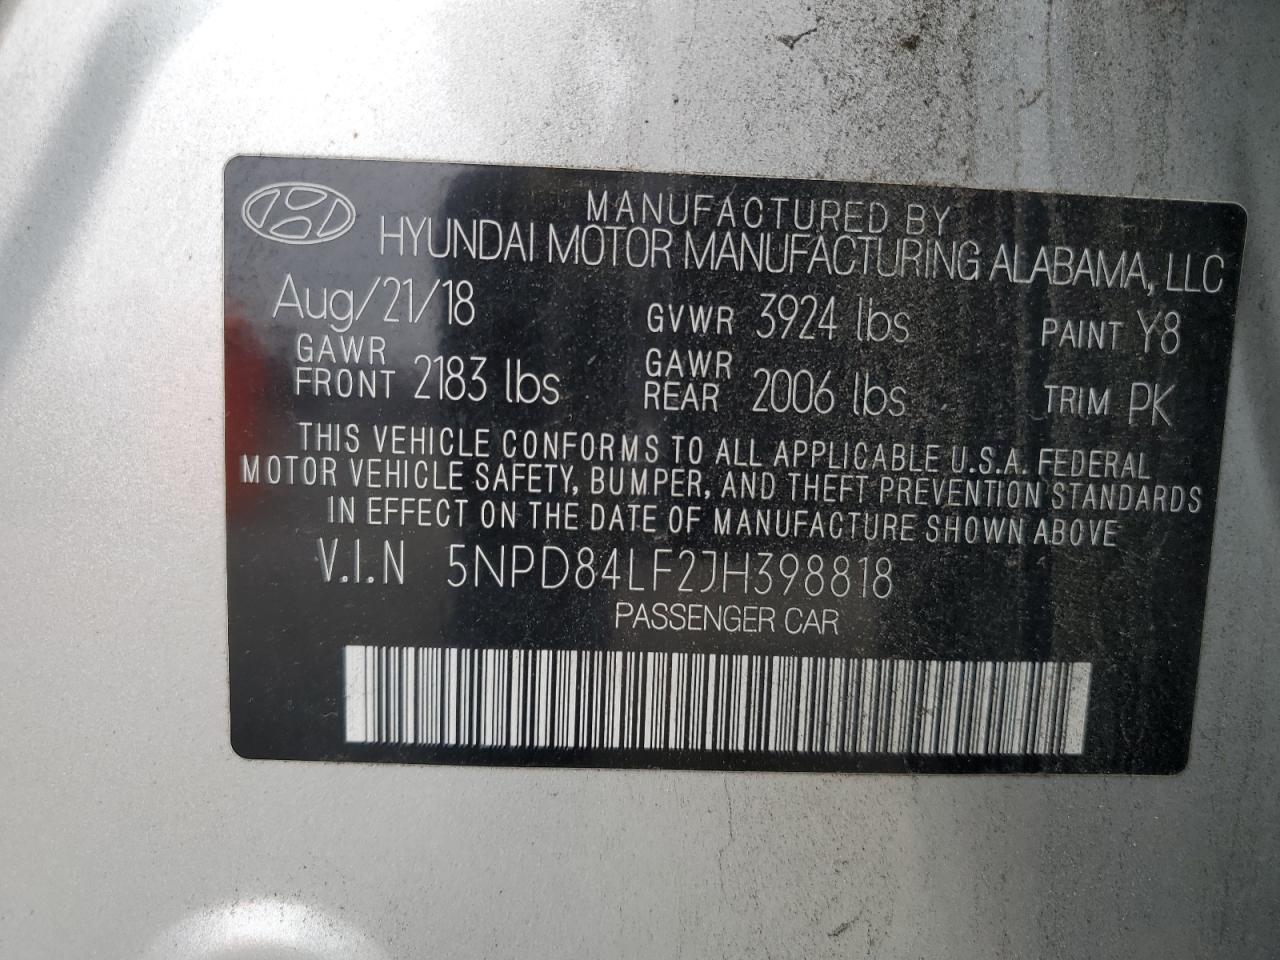 MANUFACTURED BY
HYUNDAI MOTOR MANUFACTURING ALABAMA, LLC
Aug/21/18 GVWR 3924 lbs PAINT Y8
GAWR FRONT 2183 lbs GAWR REAR 2006 lbs TRIM PK
THIS VEHICLE CONFORMS TO ALL APPLICABLE U.S.A. FEDERAL
MOTOR VEHICLE SAFETY, BUMPER, AND THEFT PREVENTION STANDARDS
IN EFFECT ON THE DATE OF MANUFACTURE SHOWN ABOVE
V.I.N 5NPD84LF2JH398818
PASSENGER CAR